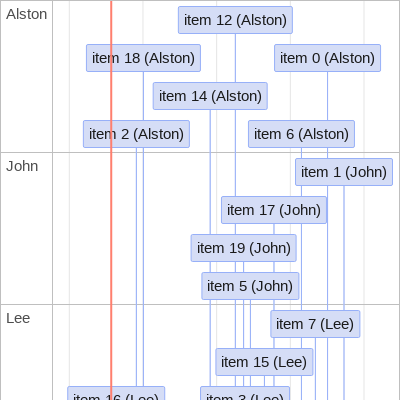 Alston
item 12 (Alston)
item 18 (Alston)
item 0 (Alston)
item 14 (Alston)
item 2 (Alston)
item 6 (Alston)
John
item 1 (John)
item 17 (John)
item 19 (John)
item 5 (John)
Lee
item 7 (Lee)
item 15 (Lee)
item 16 (Lee)
item 3 (Lee)